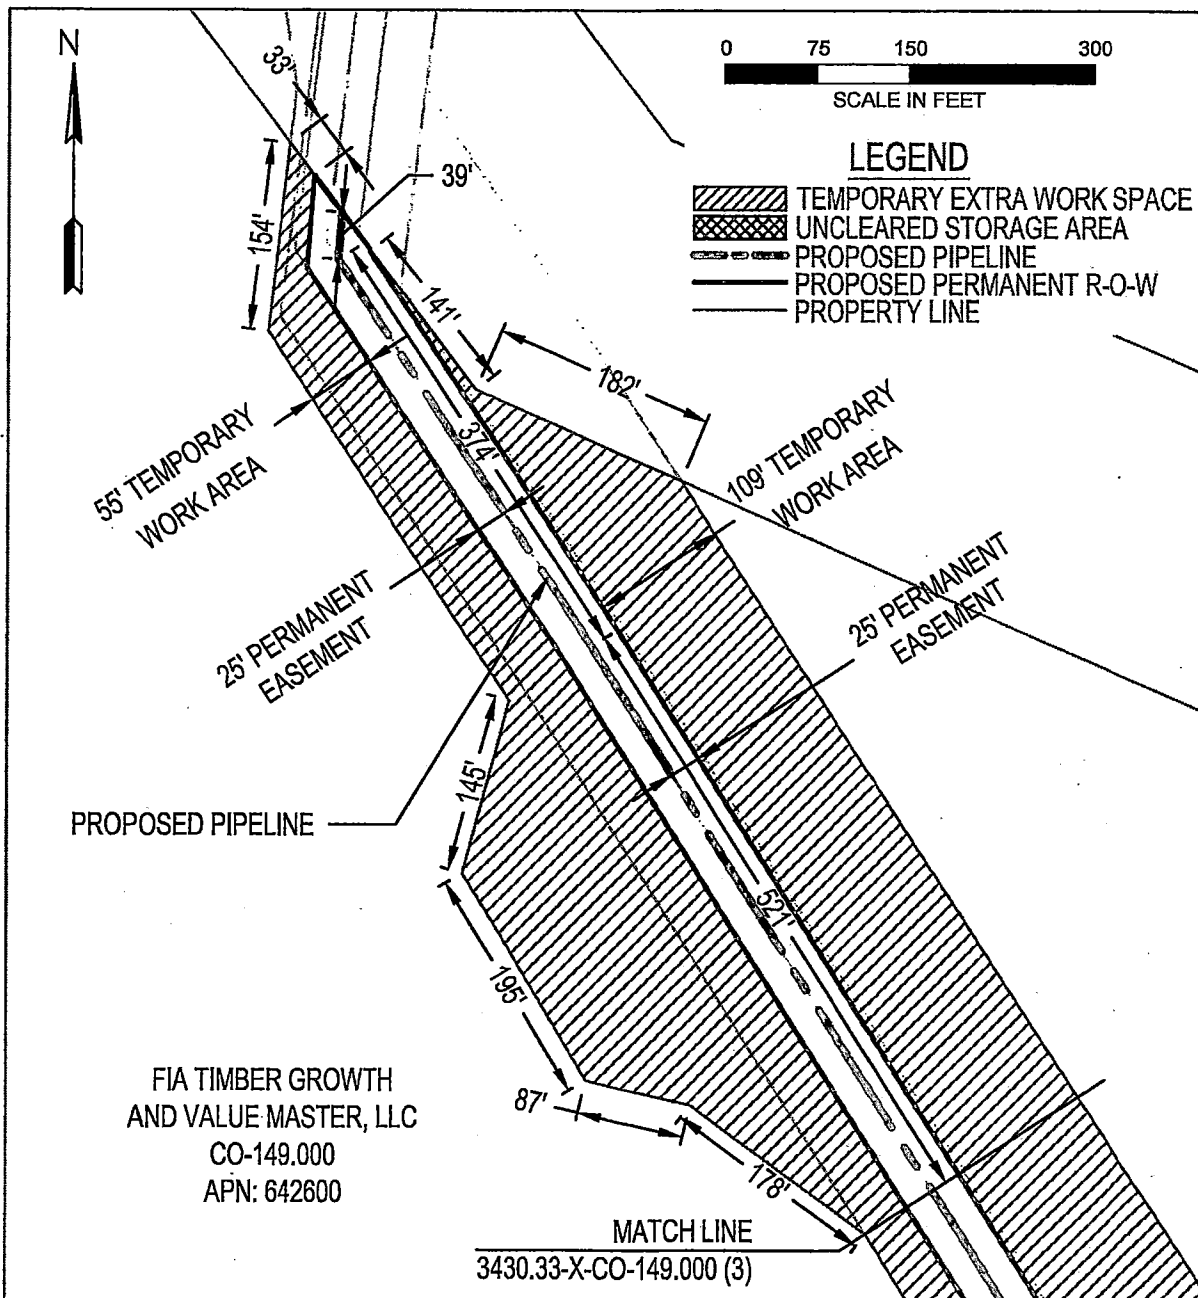 N
0 75 150 300
SCALE IN FEET
LEGEND
TEMPORARY EXTRA WORK SPACE
UNCLEARED STORAGE AREA
PROPOSED PIPELINE
PROPOSED PERMANENT R-O-W
PROPERTY LINE
33'
39'
154'
141'
182'
374'
55' TEMPORARY
WORK AREA
109' TEMPORARY
WORK AREA
25' PERMANENT
EASEMENT
25' PERMANENT
EASEMENT
145'
PROPOSED PIPELINE
521'
195'
87'
178'
FIA TIMBER GROWTH
AND VALUE MASTER, LLC
CO-149.000
APN: 642600
MATCH LINE
3430.33-X-CO-149.000 (3)